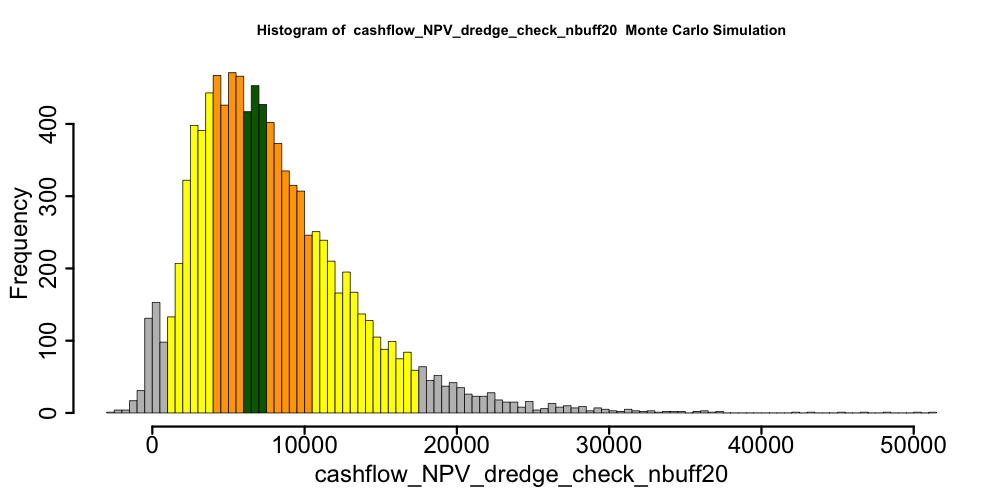 Histogram of  cashflow_NPV_dredge_check_nbuff20  Monte Carlo Simulation
Frequency
400
300
200
100
0
0 10000 20000 30000 40000 50000
cashflow_NPV_dredge_check_nbuff20